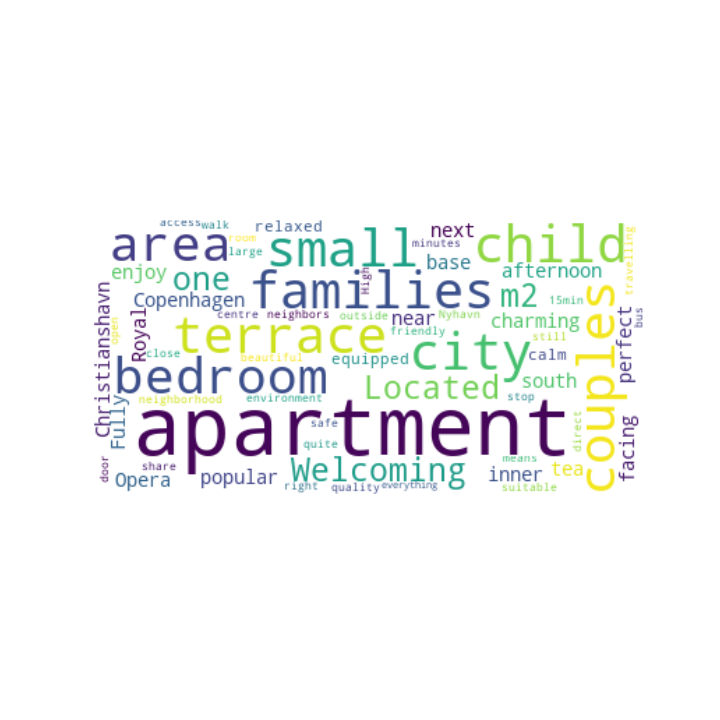 access walk relaxed next child
area room large small minutes travelling
enjoy one families High base afternoon
Copenhagen m2 15min
Christianshavn Royal centre neighbors outside near Nyhavn charming couples perfect bus
open terrace friendly city still
close beautiful equipped calm
bedroom Located south
Fully neighborhood environment stop
apartment safe quite direct facing
door share Welcoming means inner tea
Opera popular right quality everything suitable